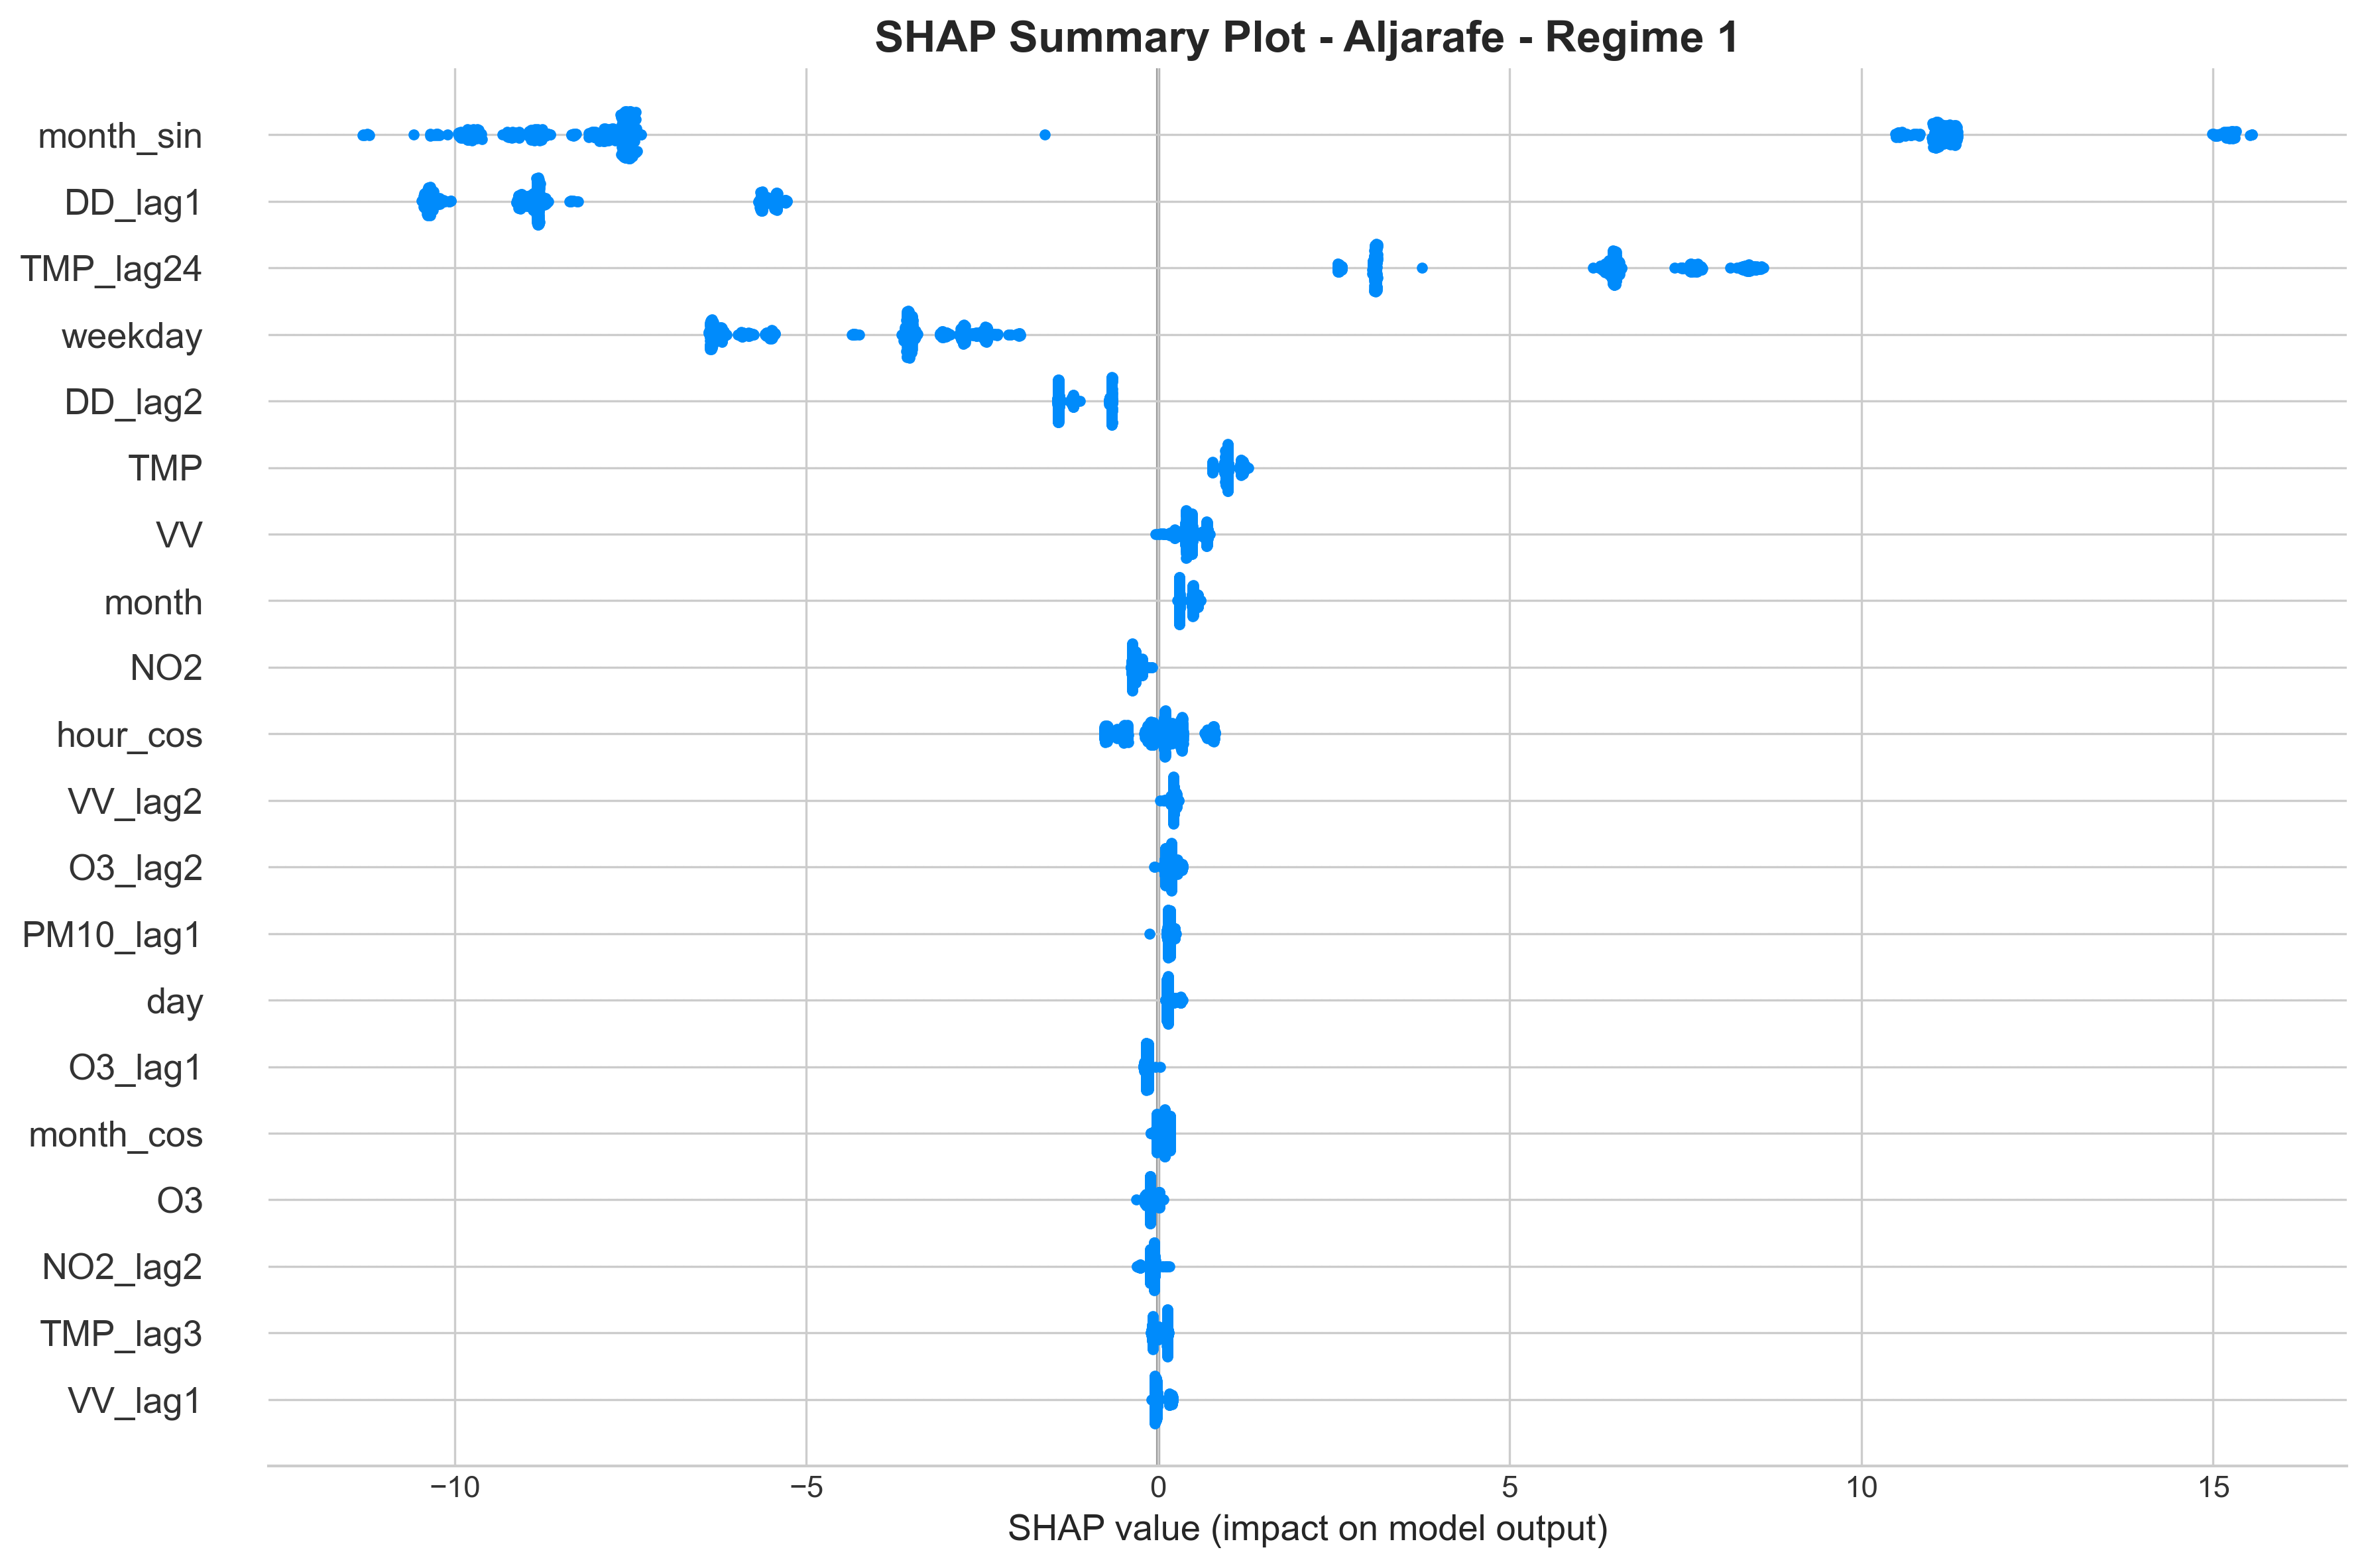 SHAP Summary Plot - Aljarafe - Regime 1
month_sin
DD_lag1
TMP_lag24
weekday
DD_lag2
TMP
VV
month
NO2
hour_cos
VV_lag2
O3_lag2
PM10_lag1
day
O3_lag1
month_cos
O3
NO2_lag2
TMP_lag3
VV_lag1
−10 −5 0 5 10 15
SHAP value (impact on model output)